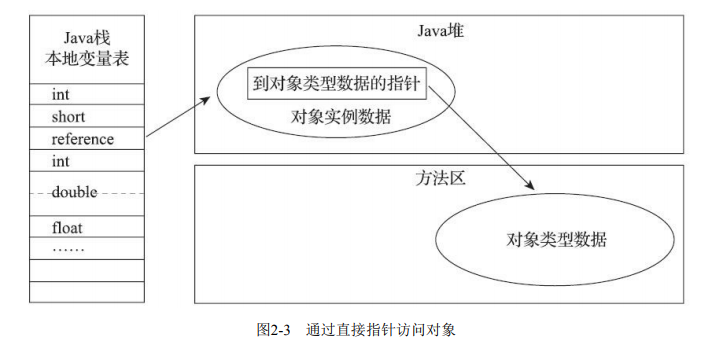 Java栈
本地变量表
int
short
reference
int
double
float
……
Java堆
到对象类型数据的指针
对象实例数据
方法区
对象类型数据
图2-3 通过直接指针访问对象